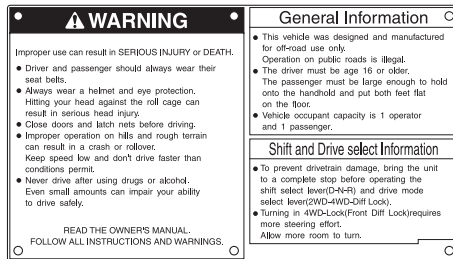 WARNING
Improper use can result in SERIOUS INJURY or DEATH.
● Driver and passenger should always wear their
seat belts.
● Always wear a helmet and eye protection.
Hitting your head against the roll cage can
result in serious head injury.
● Close doors and latch nets before driving.
● Improper operation on hills and rough terrain
can result in a crash or rollover.
Keep speed low and don't drive faster than
conditions permit.
● Never drive after using drugs or alcohol.
Even small amounts can impair your ability
to drive safely.
READ THE OWNER'S MANUAL.
FOLLOW ALL INSTRUCTIONS AND WARNINGS.
General Information
● This vehicle was designed and manufactured
for off-road use only.
Operation on public roads is illegal.
● The driver must be age 16 or older.
The passenger must be large enough to hold
onto the handhold and put both feet flat
on the floor.
● Vehicle occupant capacity is 1 operator
and 1 passenger.
Shift and Drive select Information
● To prevent drivetrain damage, bring the unit
to a complete stop before operating the
shift select lever(D-N-R) and drive mode
select lever(2WD-4WD-Diff Lock).
● Turning in 4WD-Lock(Front Diff Lock)requires
more steering effort.
Allow more room to turn.